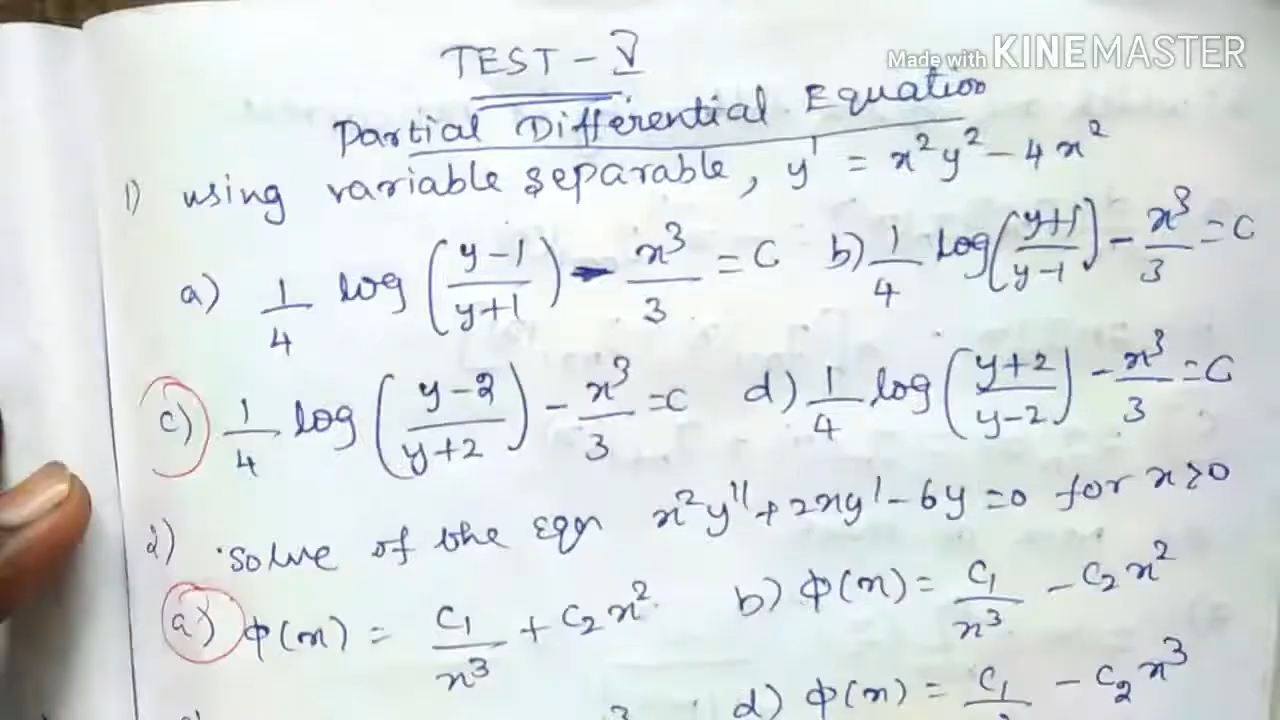 Made with KINEMASTER
TEST - V
Partial Differential Equation
1) using variable separable, y' = x²y² - 4x²
a) 1/4 log((y-1)/(y+1)) - x³/3 = C b) 1/4 log((y+1)/(y-1)) - x³/3 = C
c) 1/4 log((y-2)/(y+2)) - x³/3 = C d) 1/4 log((y+2)/(y-2)) - x³/3 = C
2) solve of the eqn x²y'' + 2xy' - 6y = 0 for x>0
a) φ(x) = C₁/x³ + C₂x² b) φ(x) = C₁/x³ - C₂x²
d) φ(x) = C₁ - C₂x³